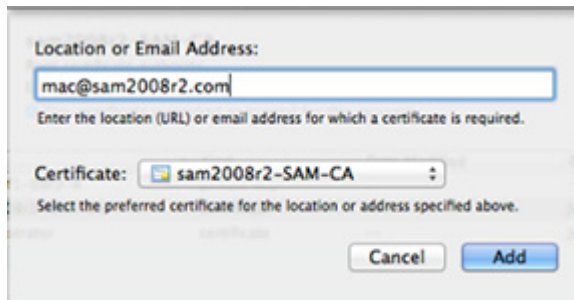 Location or Email Address:
mac@sam2008r2.com
Enter the location (URL) or email address for which a certificate is required.
Certificate: sam2008r2-SAM-CA
Select the preferred certificate for the location or address specified above.
Cancel Add